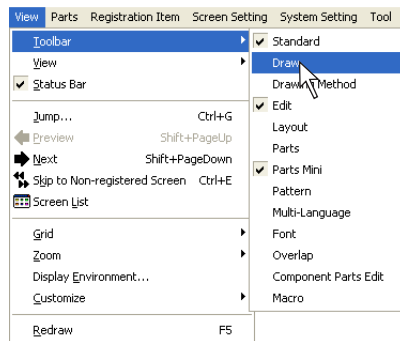 View Parts Registration Item Screen Setting System Setting Tool
Toolbar
View
Status Bar
Jump... Ctrl+G
Preview Shift+PageUp
Next Shift+PageDown
Skip to Non-registered Screen Ctrl+E
Screen List
Grid
Zoom
Display Environment...
Customize
Redraw F5
Standard
Draw
Drawing Method
Edit
Layout
Parts
Parts Mini
Pattern
Multi-Language
Font
Overlap
Component Parts Edit
Macro